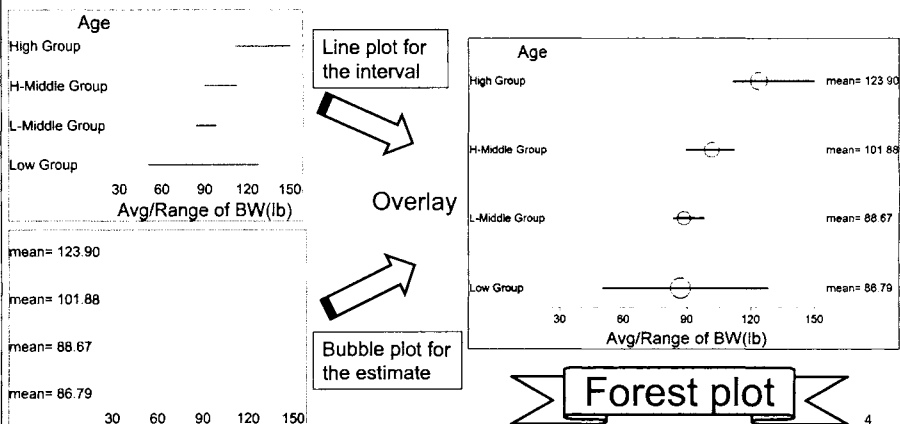 Age
High Group
H-Middle Group
L-Middle Group
Low Group
30 60 90 120 150
Avg/Range of BW(lb)
Line plot for
the interval
mean= 123.90
mean= 101.88
mean= 88.67
mean= 86.79
30 60 90 120 150
Bubble plot for
the estimate
Overlay
Age
High Group
mean= 123 90
H-Middle Group
mean= 101 88
L-Middle Group
mean= 88.67
Low Group
mean= 86.79
30 60 90 120 150
Avg/Range of BW(lb)
Forest plot
4